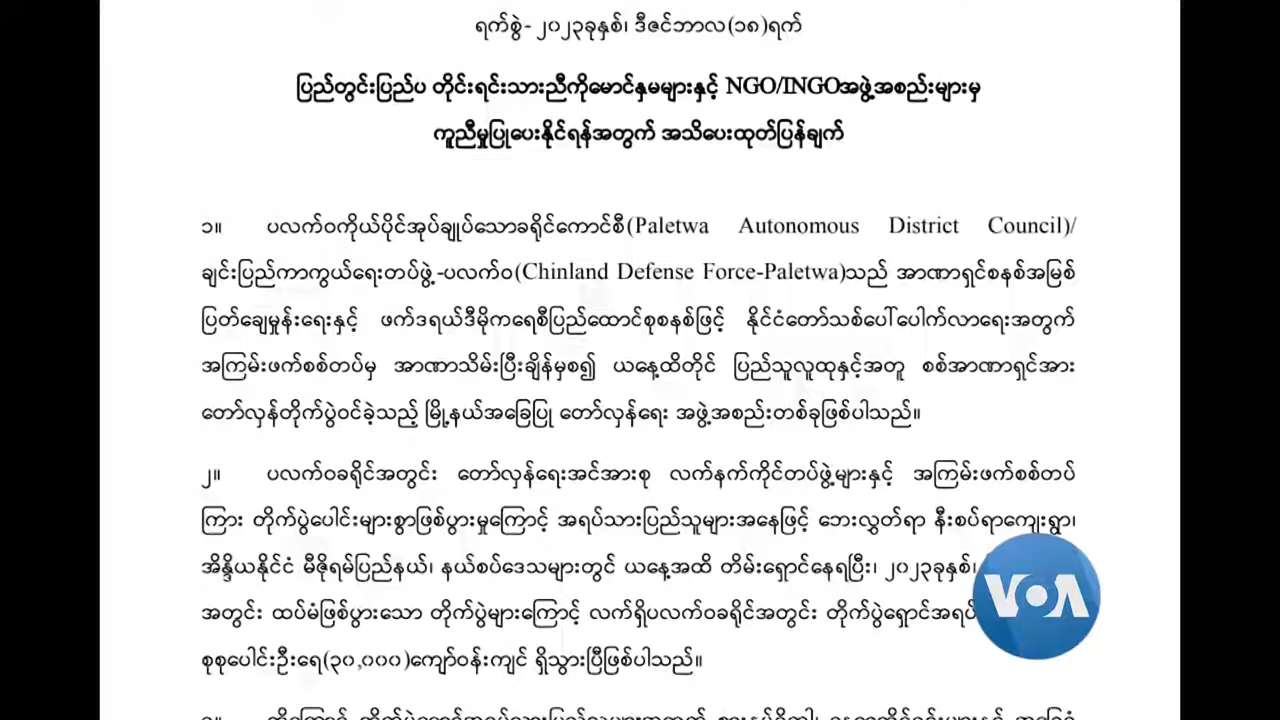 ရက်စွဲ- ၂၀၂၃ခုနှစ်၊ ဒီဇင်ဘာလ(၁၈)ရက်
ပြည်တွင်းပြည်ပ တိုင်းရင်းသားညီကိုမောင်နှမများနှင့် NGO/INGOအဖွဲ့အစည်းများမှ
ကူညီမှုပြုပေးနိုင်ရန်အတွက် အသိပေးထုတ်ပြန်ချက်
၁။ ပလက်ဝကိုယ်ပိုင်အုပ်ချုပ်သောခရိုင်ကောင်စီ(Paletwa Autonomous District Council)/
ချင်းပြည်ကာကွယ်ရေးတပ်ဖွဲ့-ပလက်ဝ(Chinland Defense Force-Paletwa)သည် အာဏာရှင်စနစ်အမြစ်
ပြတ်ချေမှုန်းရေးနှင့် ဖက်ဒရယ်ဒီမိုကရေစီပြည်ထောင်စုစနစ်ဖြင့် နိုင်ငံတော်သစ်ပေါ်ပေါက်လာရေးအတွက်
အကြမ်းဖက်စစ်တပ်မှ အာဏာသိမ်းပြီးချိန်မှစ၍ ယနေ့ထိတိုင် ပြည်သူလူထုနှင့်အတူ စစ်အာဏာရှင်အား
တော်လှန်တိုက်ပွဲဝင်ခဲ့သည့် မြို့နယ်အခြေပြု တော်လှန်ရေး အဖွဲ့အစည်းတစ်ခုဖြစ်ပါသည်။
၂။ ပလက်ဝခရိုင်အတွင်း တော်လှန်ရေးအင်အားစု လက်နက်ကိုင်တပ်ဖွဲ့များနှင့် အကြမ်းဖက်စစ်တပ်
ကြား တိုက်ပွဲပေါင်းများစွာဖြစ်ပွားမှုကြောင့် အရပ်သားပြည်သူများအနေဖြင့် ဘေးလွတ်ရာ နီးစပ်ရာကျေးရွာ၊
အိန္ဒိယနိုင်ငံ မီဇိုရမ်ပြည်နယ်၊ နယ်စပ်ဒေသများတွင် ယနေ့အထိ တိမ်းရှောင်နေရပြီး၊ ၂၀၂၃ခုနှစ်၊
အတွင်း ထပ်မံဖြစ်ပွားသော တိုက်ပွဲများကြောင့် လက်ရှိပလက်ဝခရိုင်အတွင်း တိုက်ပွဲရှောင်အရပ်
စုစုပေါင်းဦးရေ(၃၀,၀၀၀)ကျော်ဝန်းကျင် ရှိသွားပြီဖြစ်ပါသည်။
VOA